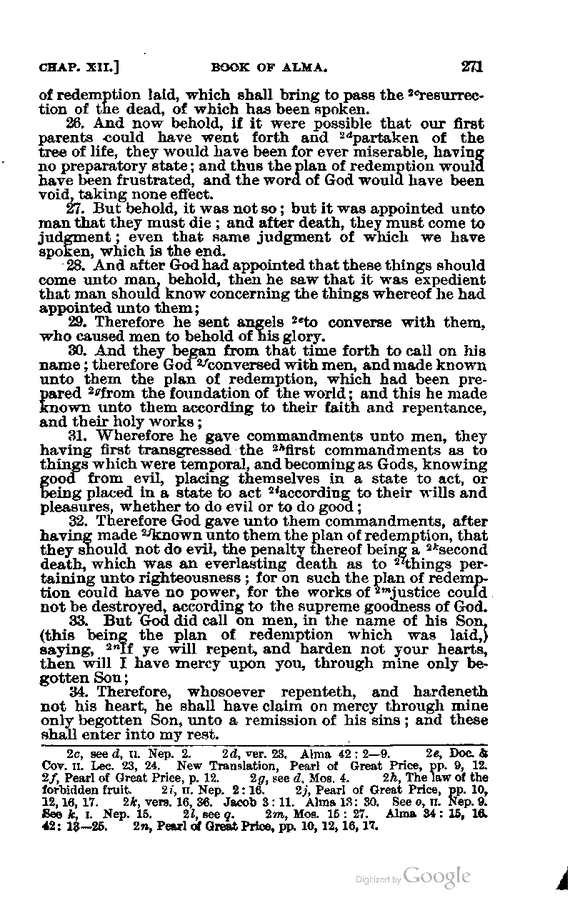 CHAP. XII.] BOOK OF ALMA. 271
of redemption laid, which shall bring to pass the 2cresurrec-
tion of the dead, of which has been spoken.
26. And now behold, if it were possible that our first
parents could have went forth and 2dpartaken of the
tree of life, they would have been for ever miserable, having
no preparatory state; and thus the plan of redemption would
have been frustrated, and the word of God would have been
void, taking none effect.
27. But behold, it was not so; but it was appointed unto
man that they must die; and after death, they must come to
judgment; even that same judgment of which we have
spoken, which is the end.
28. And after God had appointed that these things should
come unto man, behold, then he saw that it was expedient
that man should know concerning the things whereof he had
appointed unto them;
29. Therefore he sent angels 2eto converse with them,
who caused men to behold of his glory.
30. And they began from that time forth to call on his
name; therefore God 2fconversed with men, and made known
unto them the plan of redemption, which had been pre-
pared 2gfrom the foundation of the world; and this he made
known unto them according to their faith and repentance,
and their holy works;
31. Wherefore he gave commandments unto men, they
having first transgressed the 2hfirst commandments as to
things which were temporal, and becoming as Gods, knowing
good from evil, placing themselves in a state to act, or
being placed in a state to act 2iaccording to their wills and
pleasures, whether to do evil or to do good;
32. Therefore God gave unto them commandments, after
having made 2jknown unto them the plan of redemption, that
they should not do evil, the penalty thereof being a 2ksecond
death, which was an everlasting death as to 2lthings per-
taining unto righteousness; for on such the plan of redemp-
tion could have no power, for the works of 2mjustice could
not be destroyed, according to the supreme goodness of God.
33. But God did call on men, in the name of his Son,
(this being the plan of redemption which was laid,)
saying, 2nIf ye will repent, and harden not your hearts,
then will I have mercy upon you, through mine only be-
gotten Son;
34. Therefore, whosoever repenteth, and hardeneth
not his heart, he shall have claim on mercy through mine
only begotten Son, unto a remission of his sins; and these
shall enter into my rest.
2c, see d, II. Nep. 2. 2d, ver. 23. Alma 42: 2—9. 2e, Doc. &
Cov. II. Lec. 23, 24. New Translation, Pearl of Great Price, pp. 9, 12.
2f, Pearl of Great Price, p. 12. 2g, see d, Mos. 4. 2h, The law of the
forbidden fruit. 2i, II. Nep. 2: 16. 2j, Pearl of Great Price, pp. 10,
12, 16, 17. 2k, vers. 16, 36. Jacob 3: 11. Alma 13: 30. See o, II. Nep. 9.
See k, I. Nep. 15. 2l, see q. 2m, Mos. 15: 27. Alma 34: 15, 16.
42: 13—25. 2n, Pearl of Great Price, pp. 10, 12, 16, 17.
Digitized by Google